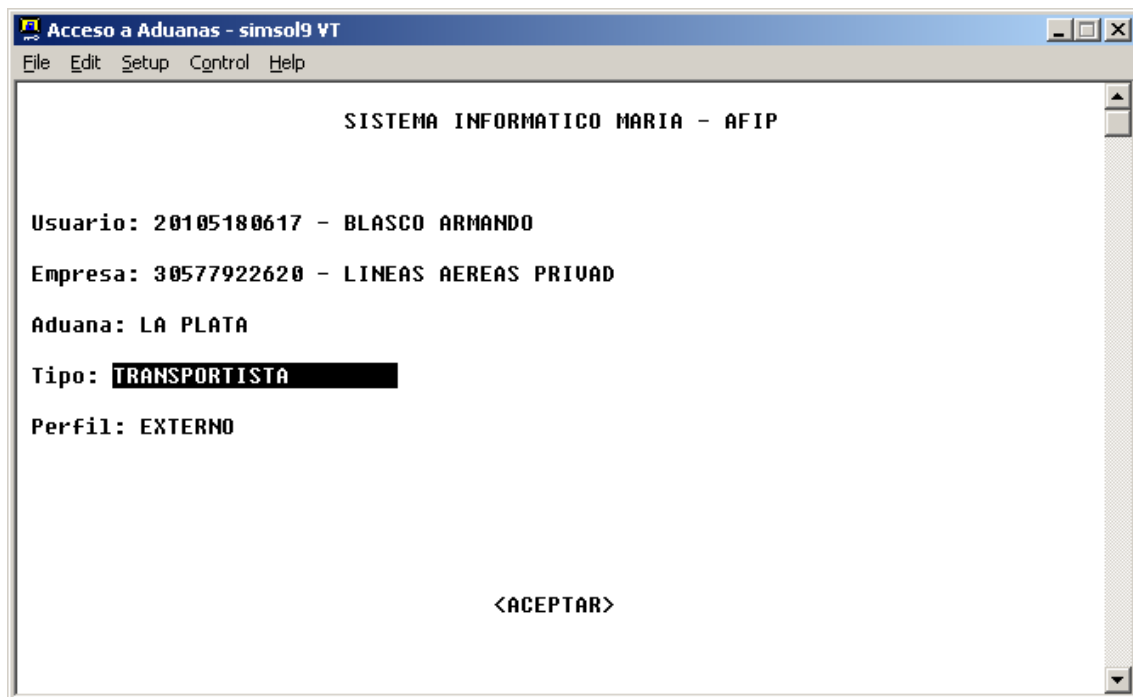 Acceso a Aduanas - simsol9 VT
File Edit Setup Control Help
SISTEMA INFORMATICO MARIA - AFIP
Usuario: 20105180617 - BLASCO ARMANDO
Empresa: 30577922620 - LINEAS AEREAS PRIVAD
Aduana: LA PLATA
Tipo: TRANSPORTISTA
Perfil: EXTERNO
<ACEPTAR>